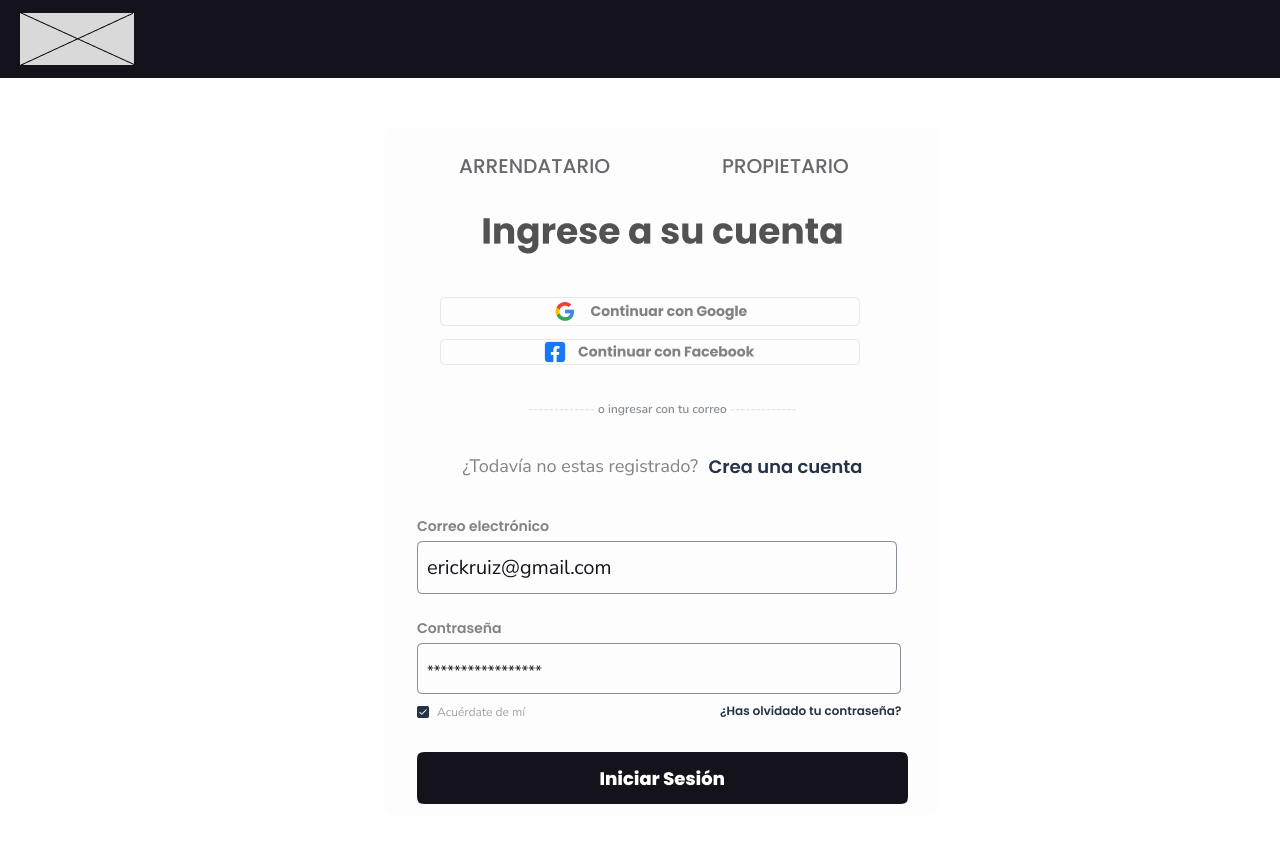 ARRENDATARIO PROPIETARIO
Ingrese a su cuenta
Continuar con Google
Continuar con Facebook
------------- o ingresar con tu correo -------------
¿Todavía no estas registrado? Crea una cuenta
Correo electrónico
erickruiz@gmail.com
Contraseña
*****************
Acuérdate de mí ¿Has olvidado tu contraseña?
Iniciar Sesión